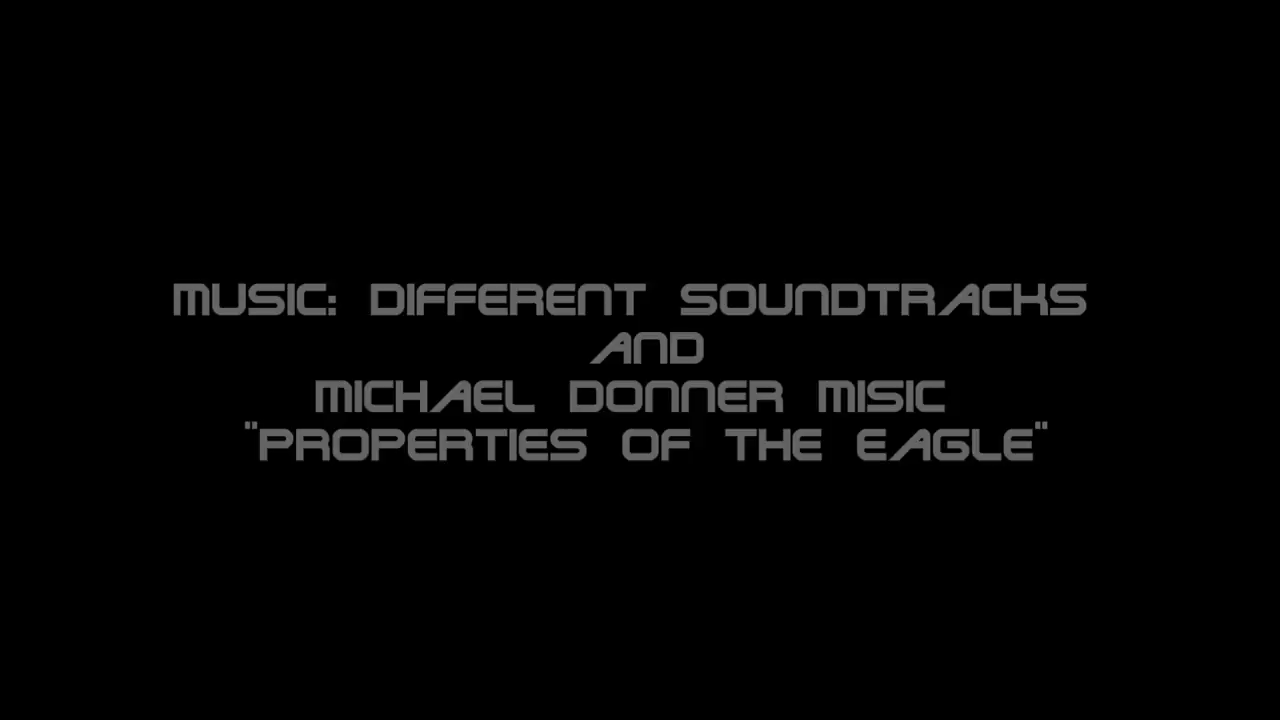 MUSIC: DIFFERENT SOUNDTRACKS
AND
MICHAEL DONNER MISIC
"PROPERTIES OF THE EAGLE"